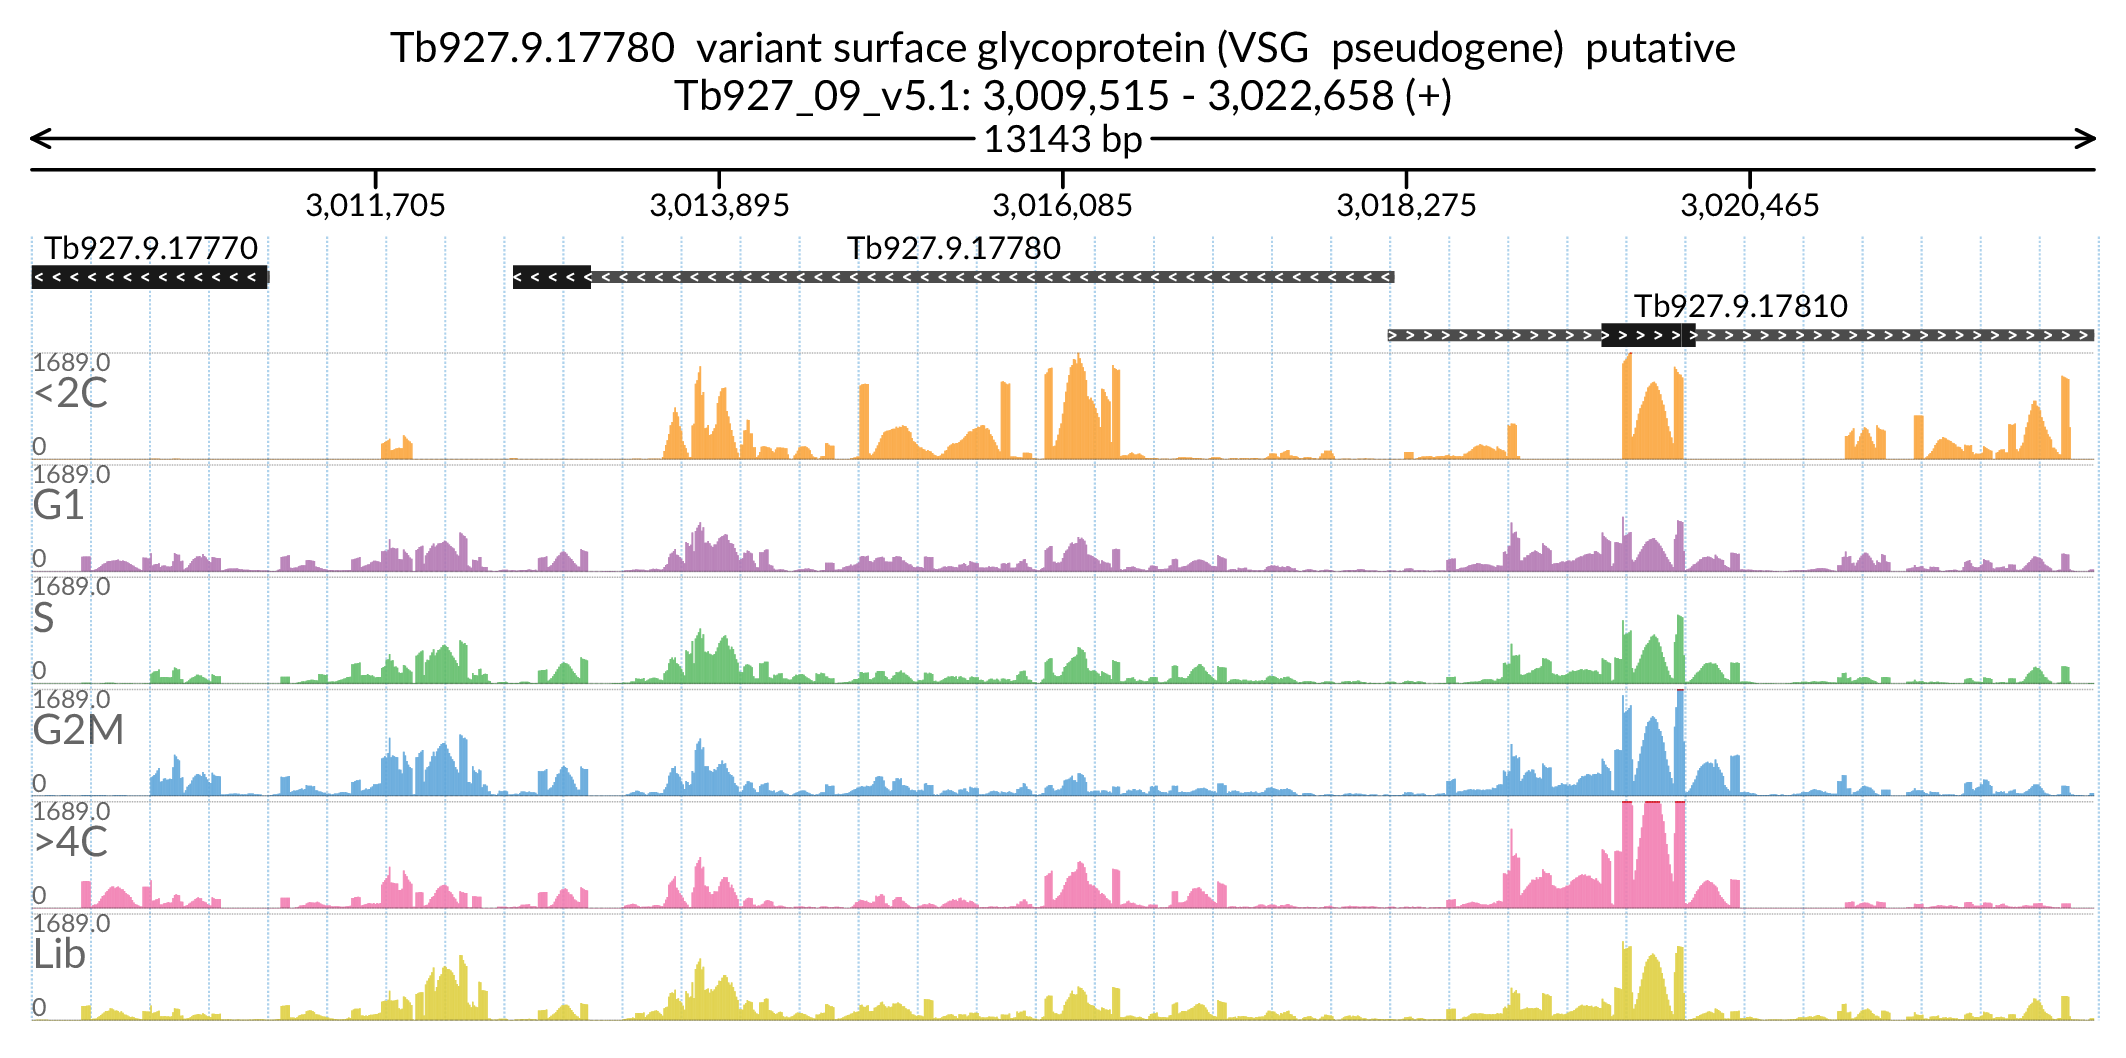 Tb927.9.17780  variant surface glycoprotein (VSG  pseudogene)  putative
Tb927_09_v5.1: 3,009,515 - 3,022,658 (+)
13143 bp
3,011,705 3,013,895 3,016,085 3,018,275 3,020,465
Tb927.9.17770 Tb927.9.17780
Tb927.9.17810
1689.0
<2C
0
1689.0
G1
0
1689.0
S
0
1689.0
G2M
0
1689.0
>4C
0
1689.0
Lib
0